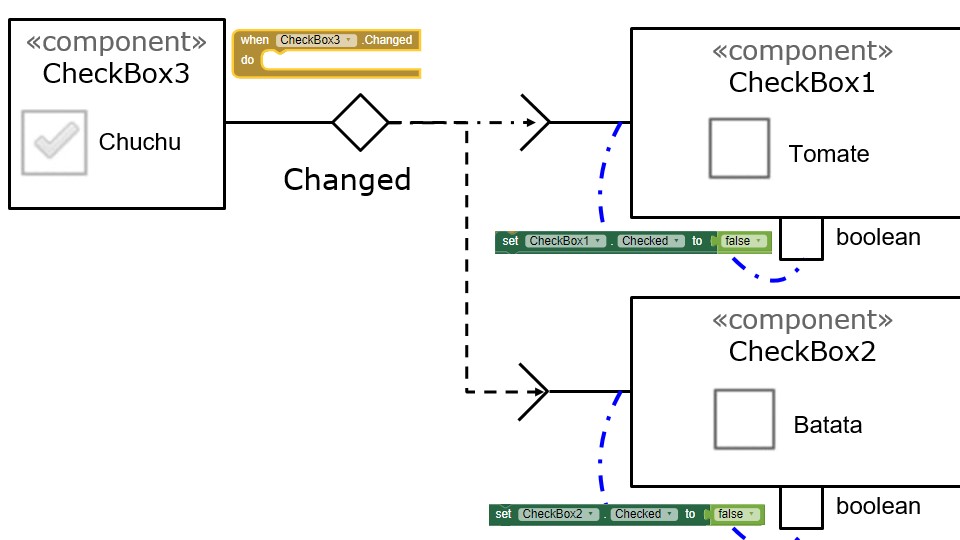 «component»
CheckBox3
Chuchu
when CheckBox3 .Changed
do
Changed
«component»
CheckBox1
Tomate
set CheckBox1 . Checked to false
boolean
«component»
CheckBox2
Batata
set CheckBox2 . Checked to false
boolean